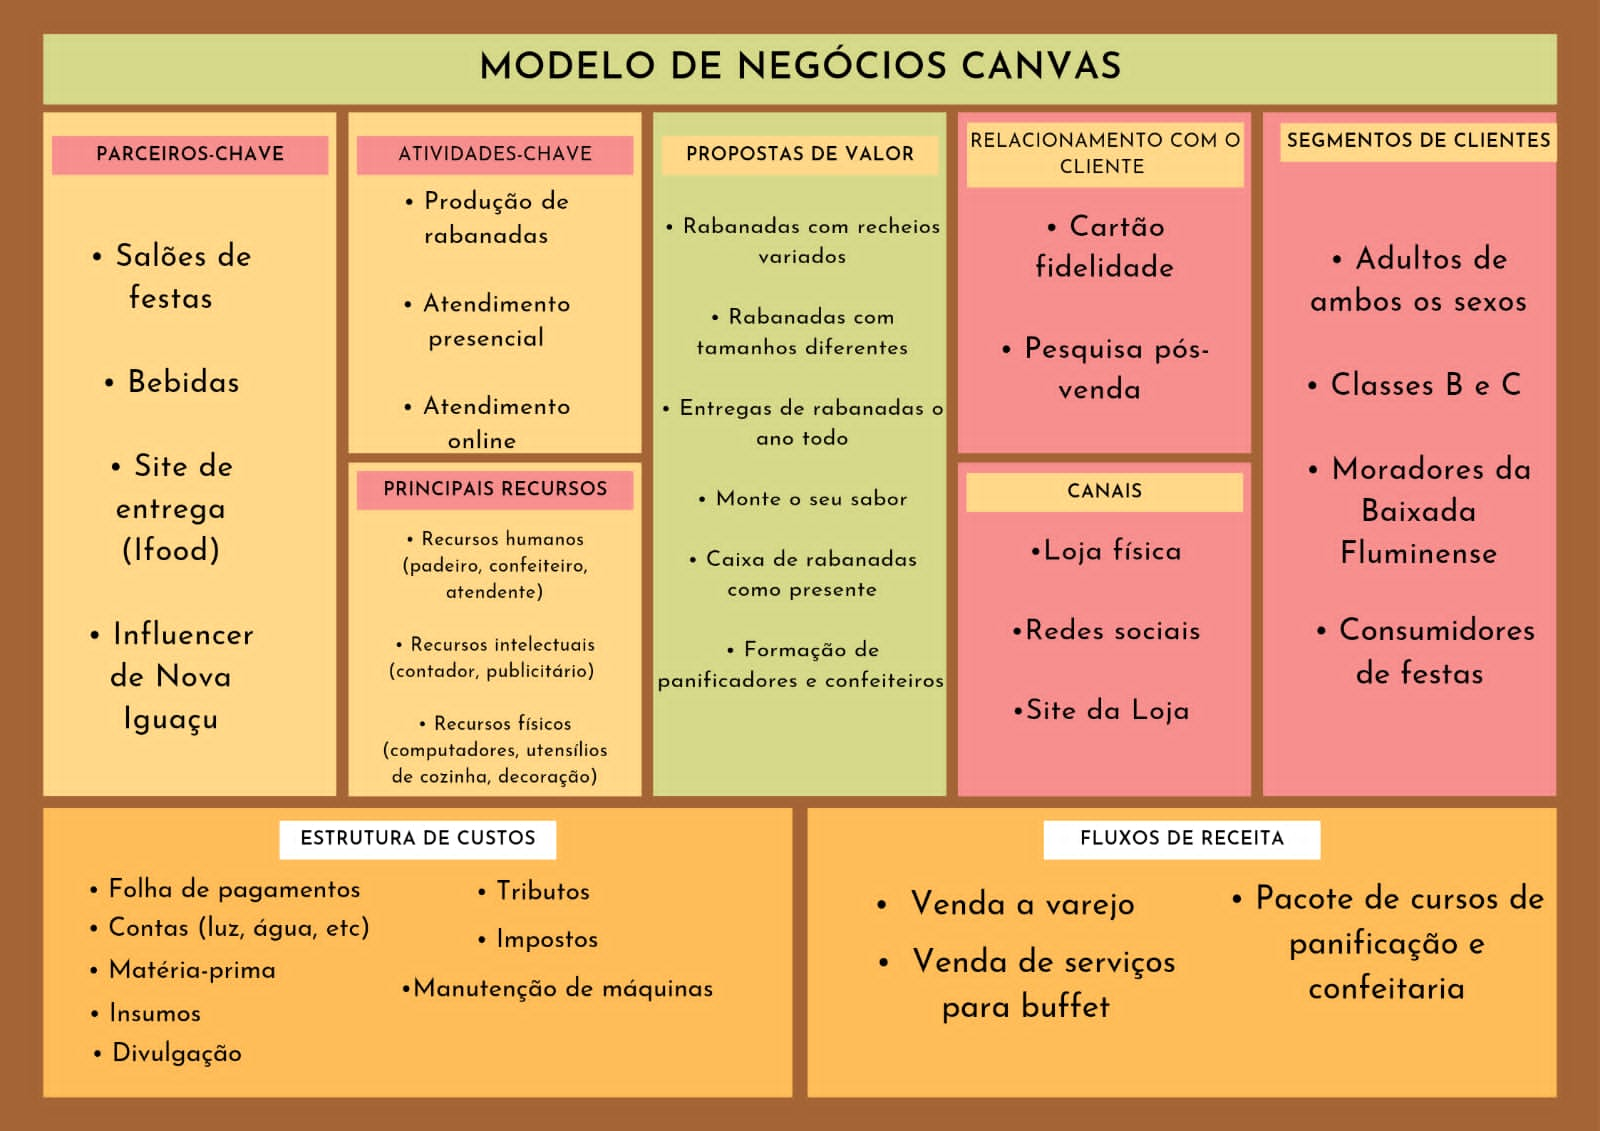 MODELO DE NEGÓCIOS CANVAS
PARCEIROS-CHAVE
• Salões de
festas
• Bebidas
• Site de
entrega
(Ifood)
• Influencer
de Nova
Iguaçu
ATIVIDADES-CHAVE
• Produção de
rabanadas
• Atendimento
presencial
• Atendimento
online
PRINCIPAIS RECURSOS
• Recursos humanos
(padeiro, confeiteiro,
atendente)
• Recursos intelectuais
(contador, publicitário)
• Recursos físicos
(computadores, utensílios
de cozinha, decoração)
PROPOSTAS DE VALOR
• Rabanadas com recheios
variados
• Rabanadas com
tamanhos diferentes
• Entregas de rabanadas o
ano todo
• Monte o seu sabor
• Caixa de rabanadas
como presente
• Formação de
panificadores e confeiteiros
RELACIONAMENTO COM O
CLIENTE
• Cartão
fidelidade
• Pesquisa pós-
venda
CANAIS
•Loja física
•Redes sociais
•Site da Loja
SEGMENTOS DE CLIENTES
• Adultos de
ambos os sexos
• Classes B e C
• Moradores da
Baixada
Fluminense
• Consumidores
de festas
ESTRUTURA DE CUSTOS
• Folha de pagamentos
• Contas (luz, água, etc)
• Matéria-prima
• Insumos
• Divulgação
• Tributos
• Impostos
•Manutenção de máquinas
FLUXOS DE RECEITA
• Venda a varejo
• Venda de serviços
para buffet
• Pacote de cursos de
panificação e
confeitaria